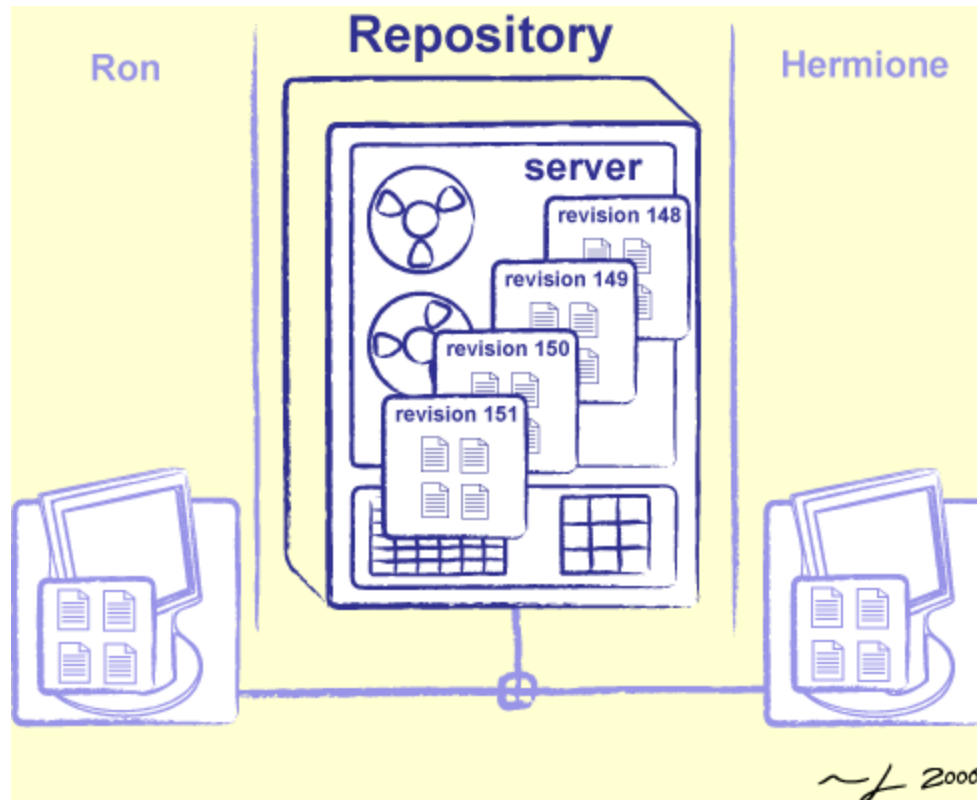 Repository
Ron
Hermione
server
revision 148
revision 149
revision 150
revision 151